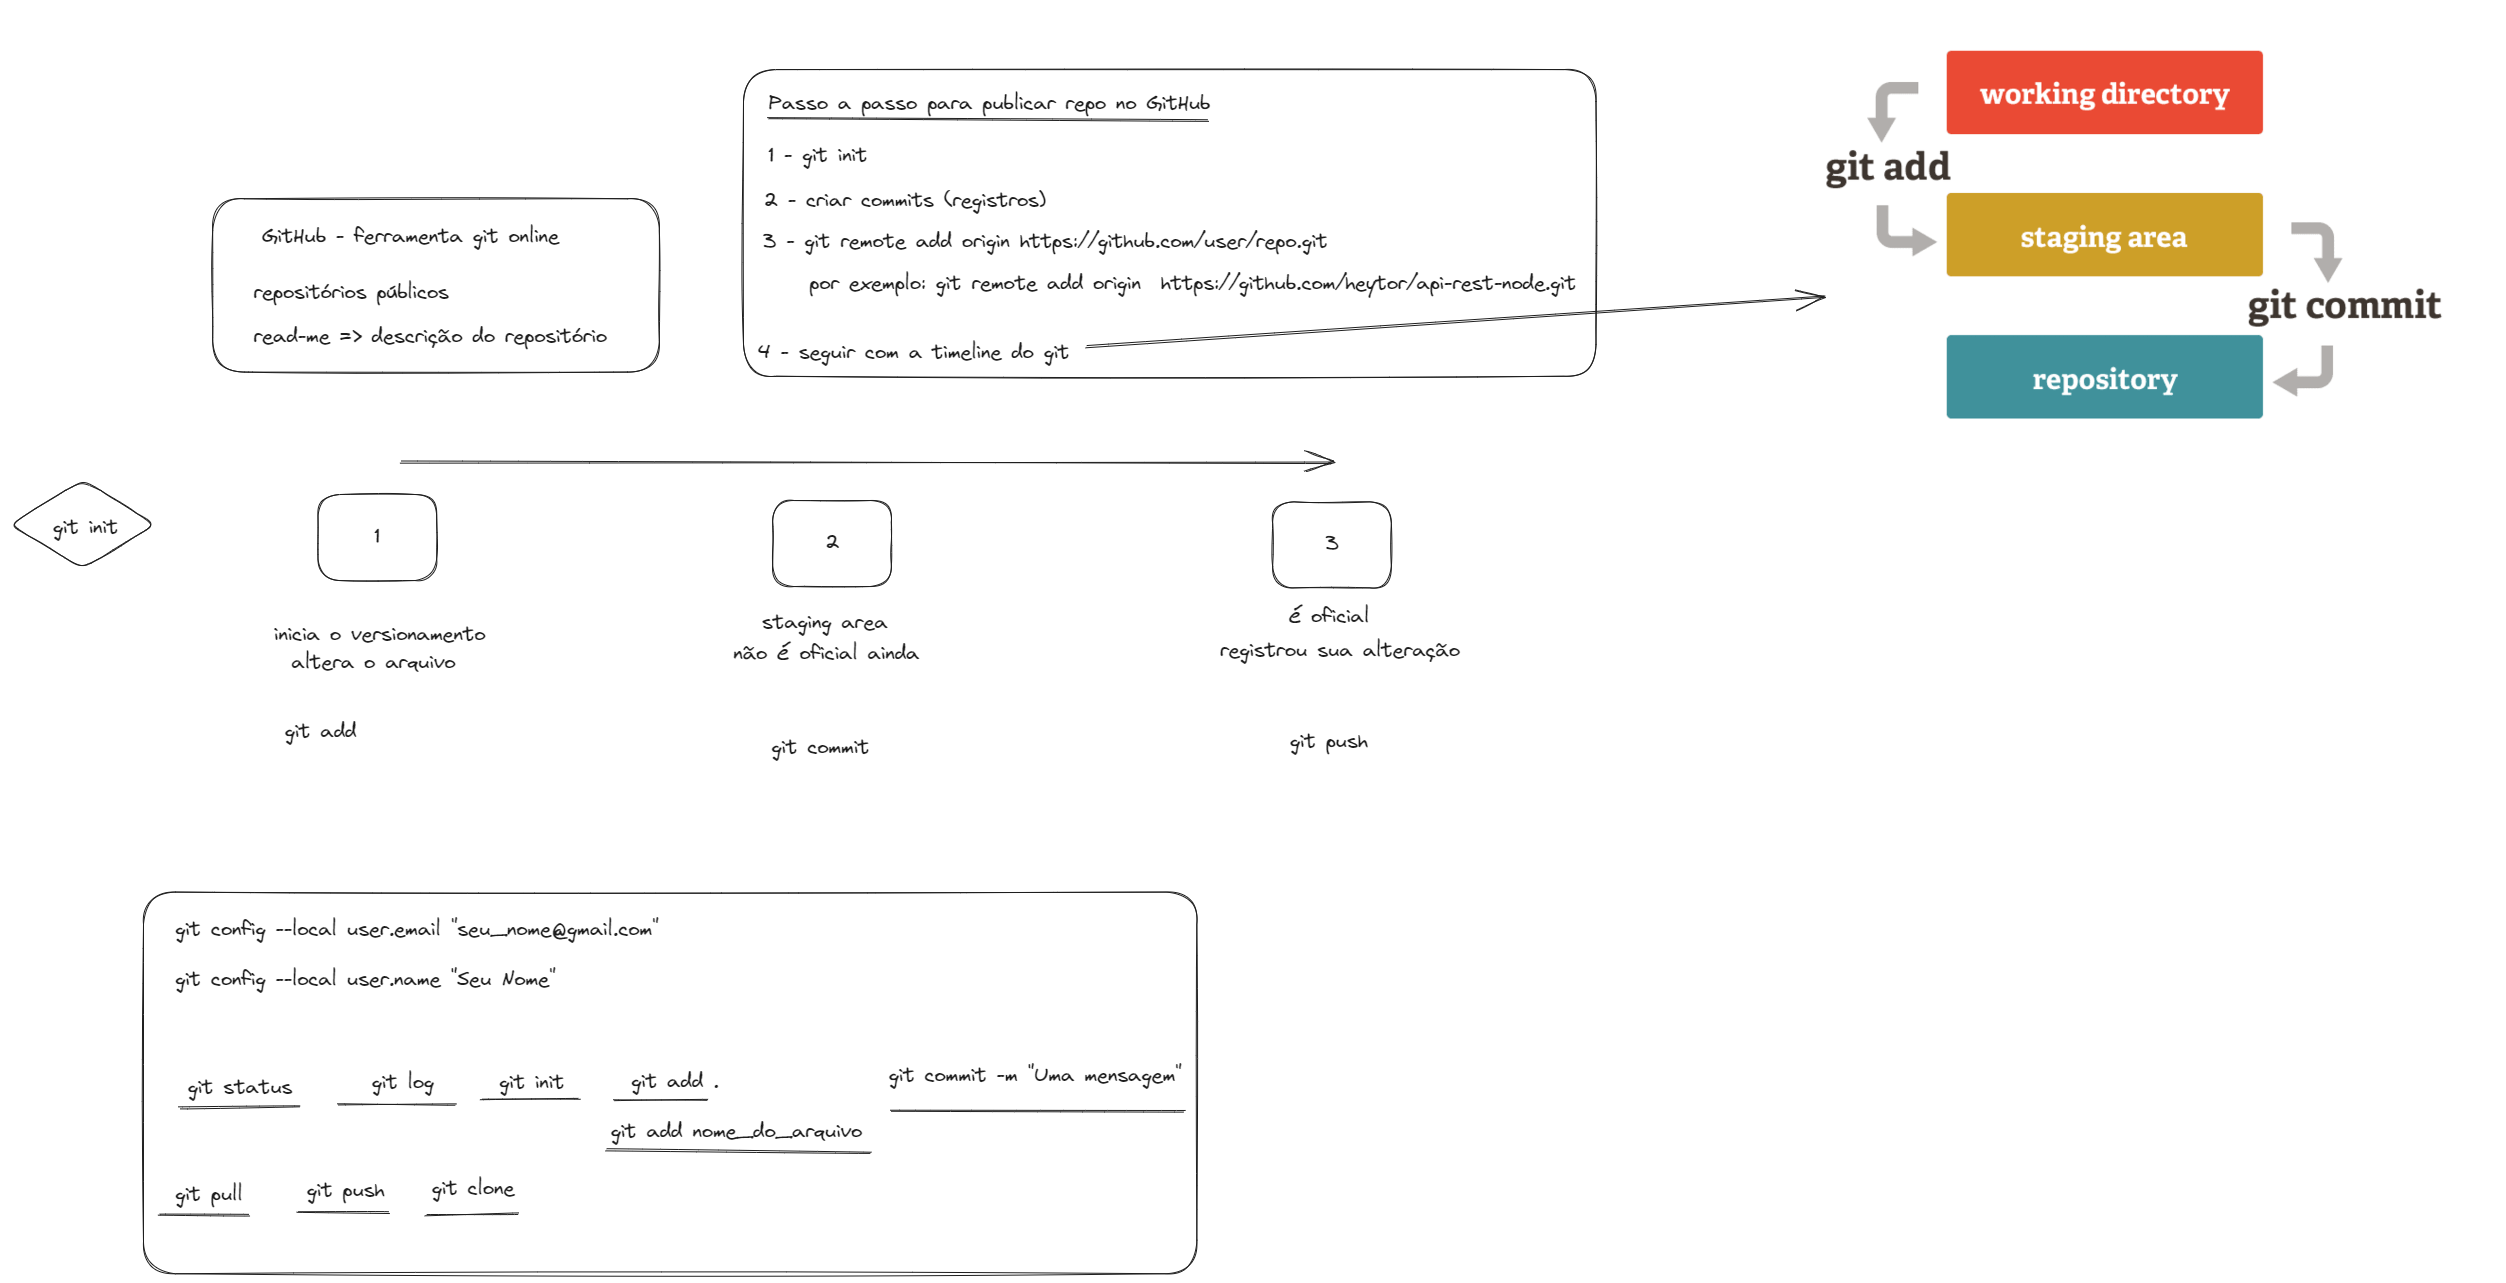 GitHub - ferramenta git online
repositórios públicos
read-me => descrição do repositório
Passo a passo para publicar repo no GitHub
1 - git init
2 - criar commits (registros)
3 - git remote add origin https://github.com/user/repo.git
por exemplo: git remote add origin https://github.com/heytor/api-rest-node.git
4 - seguir com a timeline do git
working directory
git add
staging area
git commit
repository
git init
1
inicia o versionamento
altera o arquivo
git add
2
staging area
não é oficial ainda
git commit
3
é oficial
registrou sua alteração
git push
git config --local user.email "seu_nome@gmail.com"
git config --local user.name "Seu Nome"
git status
git log
git init
git add .
git commit -m "Uma mensagem"
git add nome_do_arquivo
git pull
git push
git clone